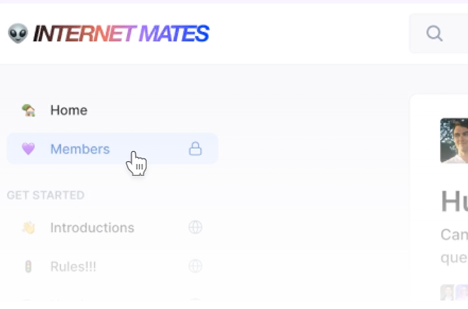 INTERNET MATES
Home
Members
GET STARTED
Introductions
Rules!!!
Hu
Can
que